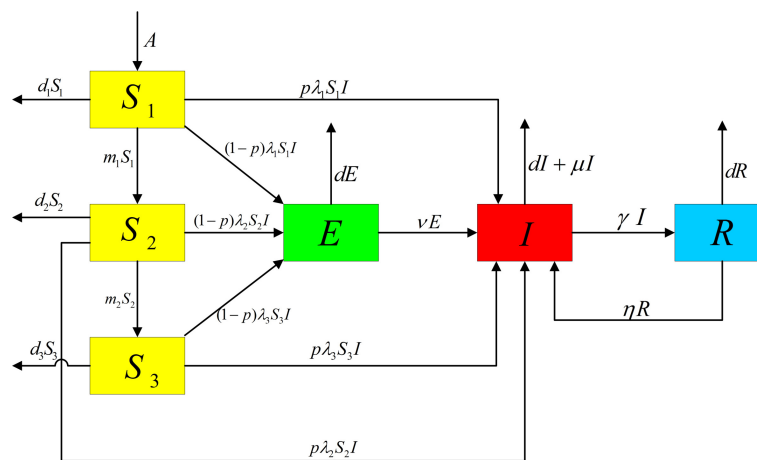 A
d₁S₁
S₁
pλ₁S₁I
m₁S₁
(1−p)λ₁S₁I
dE
dI + μI
dR
d₂S₂
S₂
(1−p)λ₂S₂I
E
νE
I
γ I
R
m₂S₂
(1−p)λ₃S₃I
ηR
d₃S₃
S₃
pλ₃S₃I
pλ₂S₂I